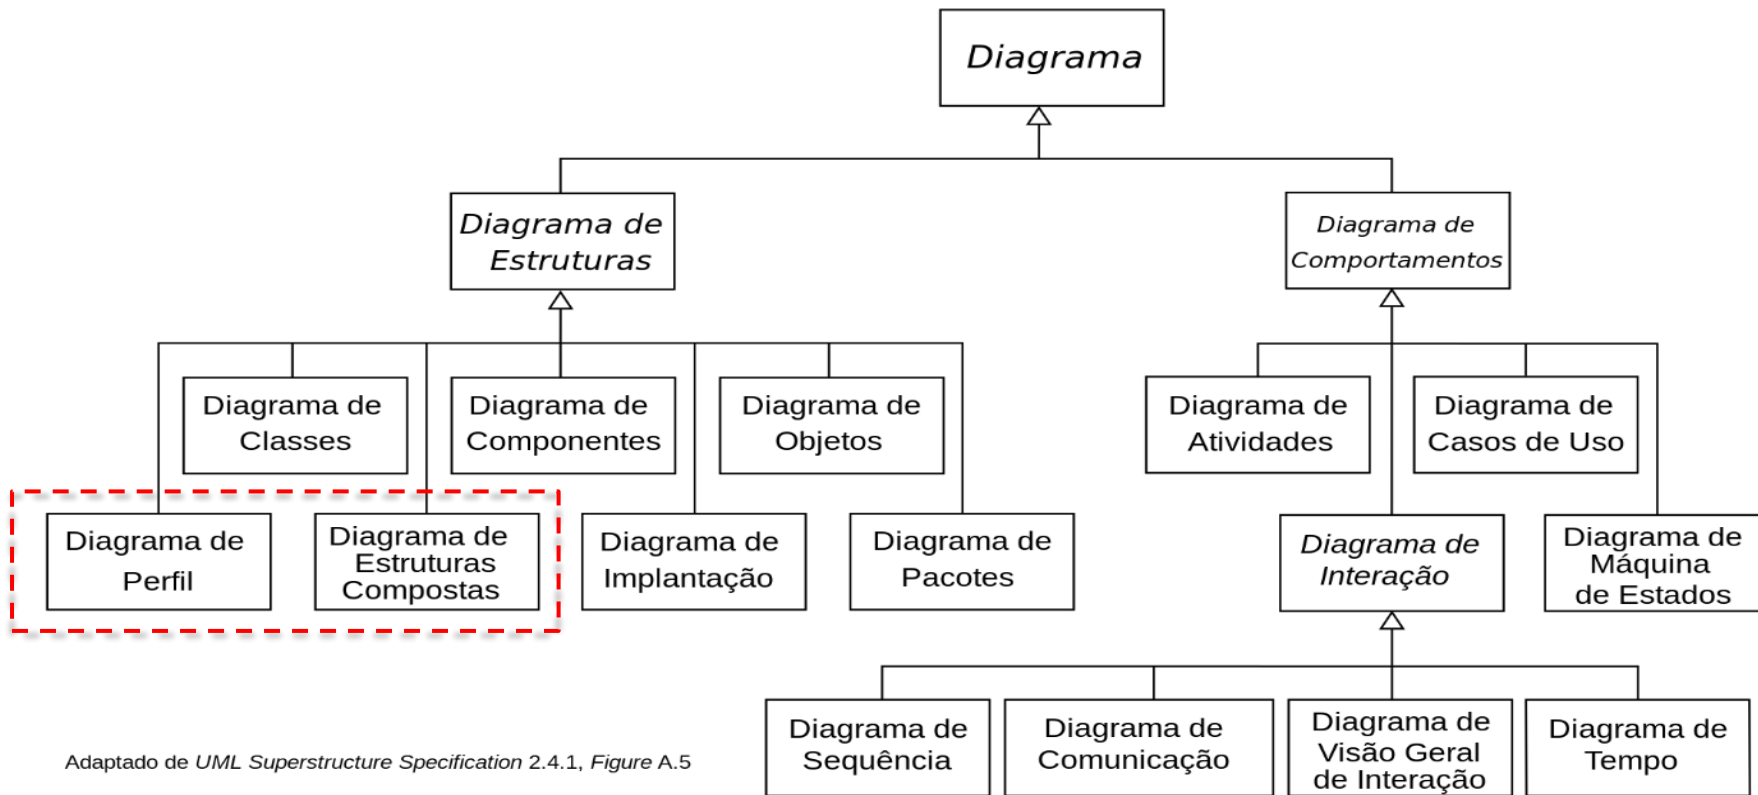 Diagrama
Diagrama de
Estruturas
Diagrama de
Comportamentos
Diagrama de
Classes
Diagrama de
Componentes
Diagrama de
Objetos
Diagrama de
Atividades
Diagrama de
Casos de Uso
Diagrama de
Perfil
Diagrama de
Estruturas
Compostas
Diagrama de
Implantação
Diagrama de
Pacotes
Diagrama de
Interação
Diagrama de
Máquina
de Estados
Diagrama de
Sequência
Diagrama de
Comunicação
Diagrama de
Visão Geral
de Interação
Diagrama de
Tempo
Adaptado de UML Superstructure Specification 2.4.1, Figure A.5